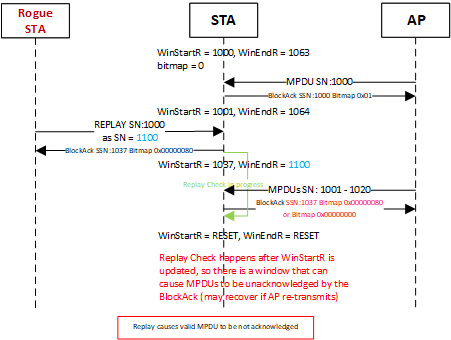 Rogue
STA
STA
AP
WinStartR = 1000, WinEndR = 1063
bitmap = 0
MPDU SN:1000
BlockAck SSN:1000 Bitmap 0x01
WinStartR = 1001, WinEndR = 1064
REPLAY SN:1000
as SN = 1100
BlockAck SSN:1037 Bitmap 0x00000080
WinStartR = 1037, WinEndR = 1100
Replay Check in progress
MPDUs SN: 1001 - 1020
BlockAck SSN:1037 Bitmap 0x00000080
or Bitmap 0x00000000
WinStartR = RESET, WinEndR = RESET
Replay Check happens after WinStartR is
updated, so there is a window that can
cause MPDUs to be unacknowledged by the
BlockAck (may recover if AP re-transmits)
Replay causes valid MPDU to be not acknowledged